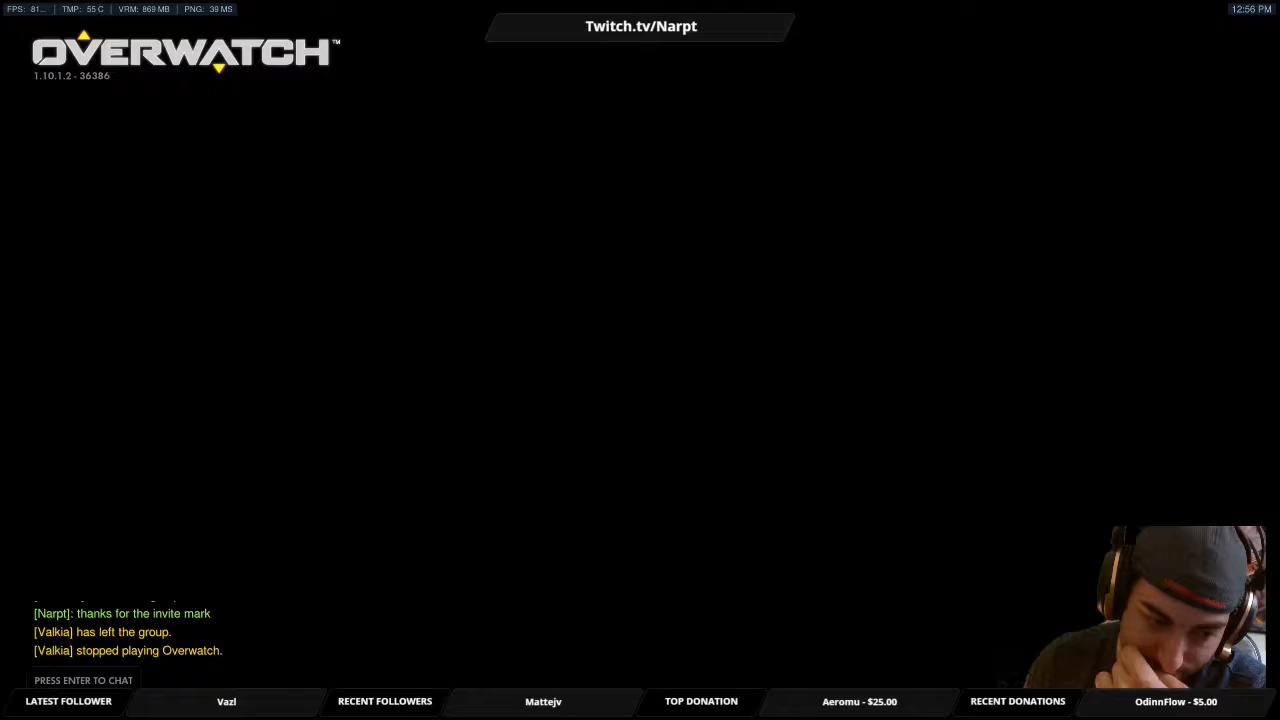 FPS: 81... | TMP: 55 C | VRM: 869 MB | PNG: 39 MS
12:56 PM
Twitch.tv/Narpt
OVERWATCH™
1.10.1.2 - 36386
[Narpt]: thanks for the invite mark
[Valkia] has left the group.
[Valkia] stopped playing Overwatch.
PRESS ENTER TO CHAT
LATEST FOLLOWER Vazl RECENT FOLLOWERS Mattejv TOP DONATION Aeromu - $25.00 RECENT DONATIONS OdinnFlow - $5.00